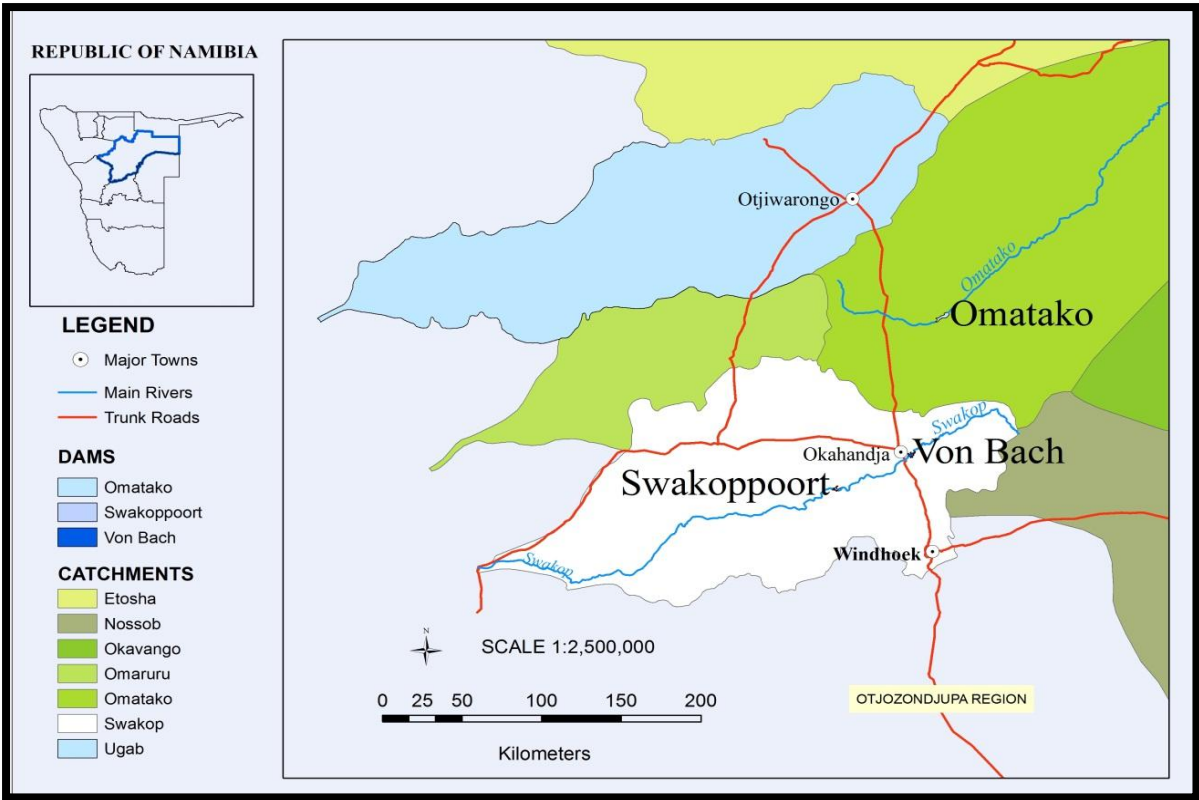 REPUBLIC OF NAMIBIA
LEGEND
Major Towns
Main Rivers
Trunk Roads
DAMS
Omatako
Swakoppoort
Von Bach
CATCHMENTS
Etosha
Nossob
Okavango
Omaruru
Omatako
Swakop
Ugab
Otjiwarongo
Omatako
Omatako
Swakop
Okahandja
Von Bach
Swakoppoort
Windhoek
Swakop
N
SCALE 1:2,500,000
0 25 50 100 150 200
Kilometers
OTJOZONDJUPA REGION